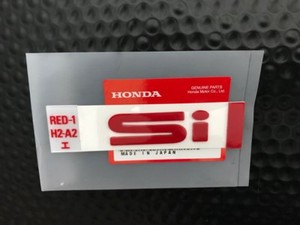 GENUINE PARTS
Honda Motor Co., Ltd.
HONDA
RED-1
H2-A2
エ
Si
MADE IN JAPAN